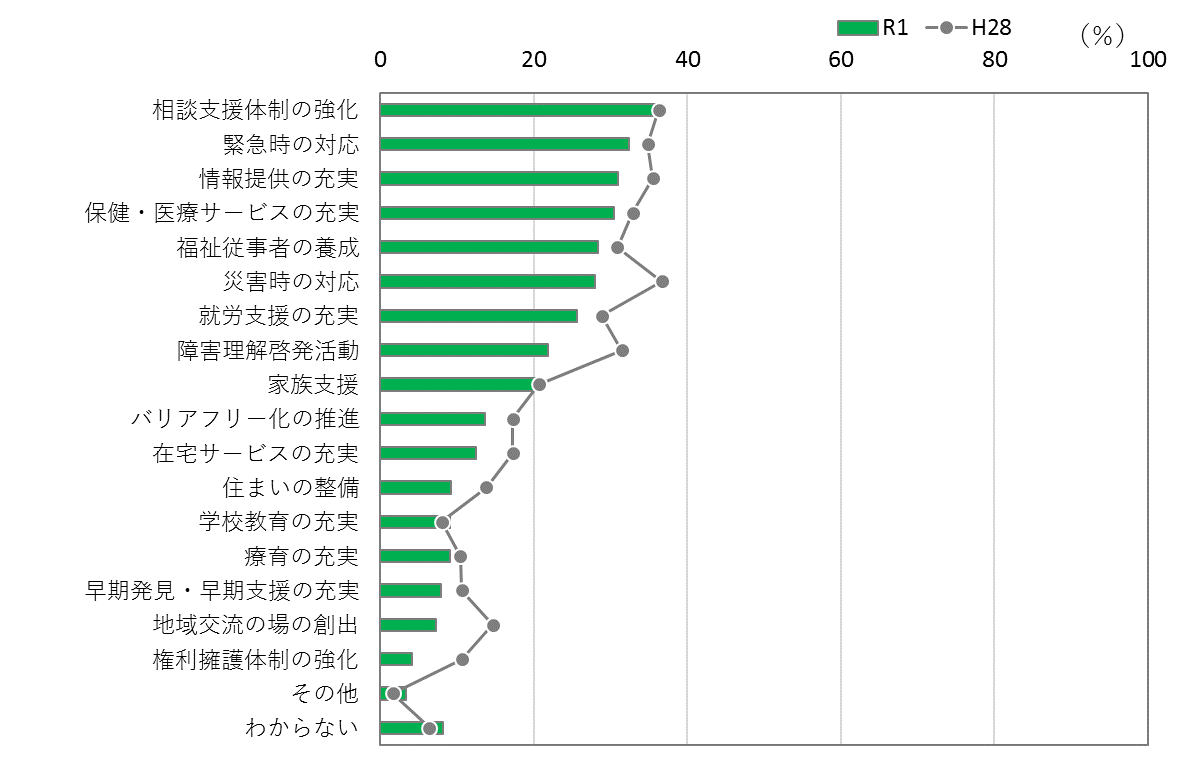 R1 H28 （%）
0 20 40 60 80 100
相談支援体制の強化
緊急時の対応
情報提供の充実
保健・医療サービスの充実
福祉従事者の養成
災害時の対応
就労支援の充実
障害理解啓発活動
家族支援
バリアフリー化の推進
在宅サービスの充実
住まいの整備
学校教育の充実
療育の充実
早期発見・早期支援の充実
地域交流の場の創出
権利擁護体制の強化
その他
わからない